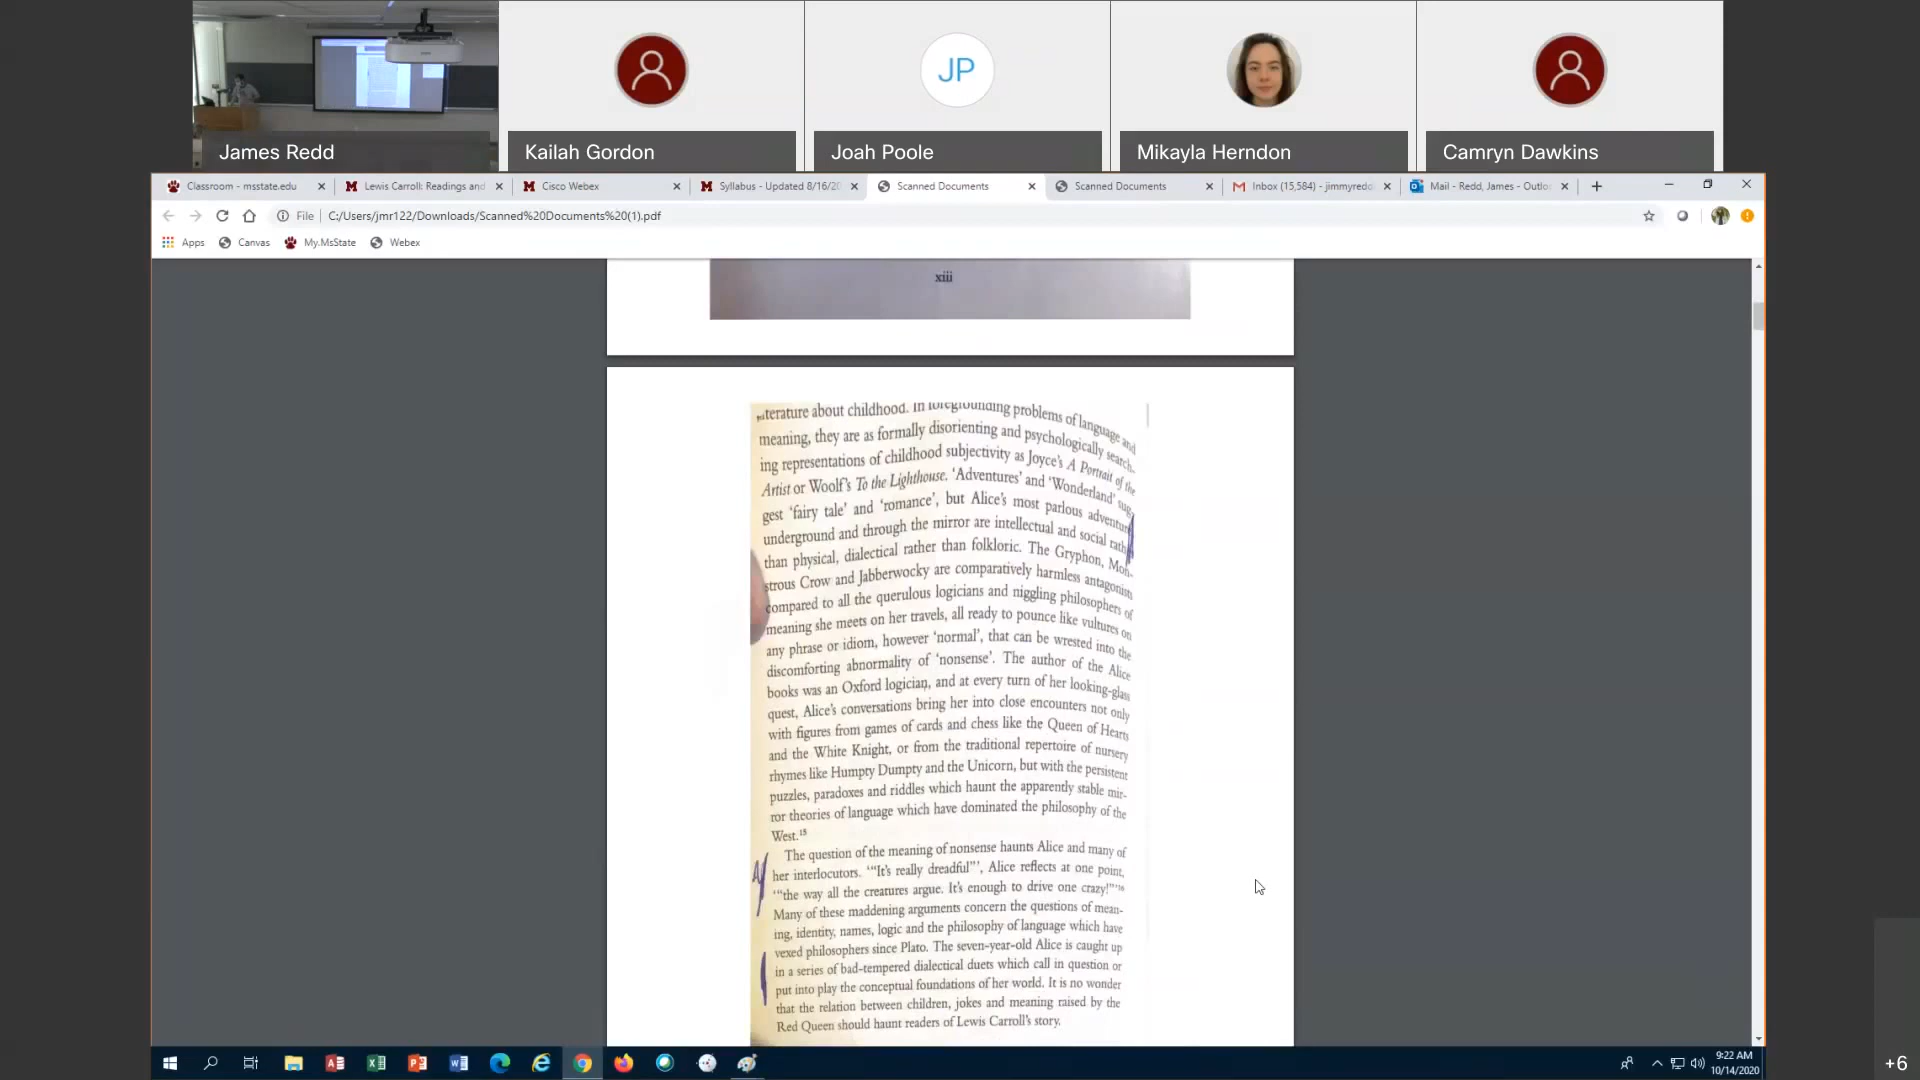 James Redd
Kailah Gordon
JP
Joah Poole
Mikayla Herndon
Camryn Dawkins
Classroom - msstate.edu
Lewis Carroll: Readings and
Cisco Webex
Syllabus - Updated 8/16/20
Scanned Documents
Scanned Documents
Inbox (15,584) - jimmyredd
Mail - Redd, James - Outlo
File
C:/Users/jmr122/Downloads/Scanned%20Documents%20(1).pdf
Apps
Canvas
My.MsState
Webex
xiii
literature about childhood. In foregrounding problems of language and
meaning, they are as formally disorienting and psychologically search-
ing representations of childhood subjectivity as Joyce's A Portrait of the
Artist or Woolf's To the Lighthouse. 'Adventures' and 'Wonderland' sug-
gest 'fairy tale' and 'romance', but Alice's most parlous adventures
underground and through the mirror are intellectual and social rather
than physical, dialectical rather than folkloric. The Gryphon, Mon-
strous Crow and Jabberwocky are comparatively harmless antagonists
compared to all the querulous logicians and niggling philosophers of
meaning she meets on her travels, all ready to pounce like vultures on
any phrase or idiom, however 'normal', that can be wrested into the
discomforting abnormality of 'nonsense'. The author of the Alice
books was an Oxford logician, and at every turn of her looking-glass
quest, Alice's conversations bring her into close encounters not only
with figures from games of cards and chess like the Queen of Hearts
and the White Knight, or from the traditional repertoire of nursery
rhymes like Humpty Dumpty and the Unicorn, but with the persistent
puzzles, paradoxes and riddles which haunt the apparently stable mir-
ror theories of language which have dominated the philosophy of the
West.15
The question of the meaning of nonsense haunts Alice and many of
her interlocutors. '"It's really dreadful"', Alice reflects at one point,
'"the way all the creatures argue. It's enough to drive one crazy!"'16
Many of these maddening arguments concern the questions of mean-
ing, identity, names, logic and the philosophy of language which have
vexed philosophers since Plato. The seven-year-old Alice is caught up
in a series of bad-tempered dialectical duets which call in question or
put into play the conceptual foundations of her world. It is no wonder
that the relation between children, jokes and meaning raised by the
Red Queen should haunt readers of Lewis Carroll's story.
9:22 AM
10/14/2020
+6